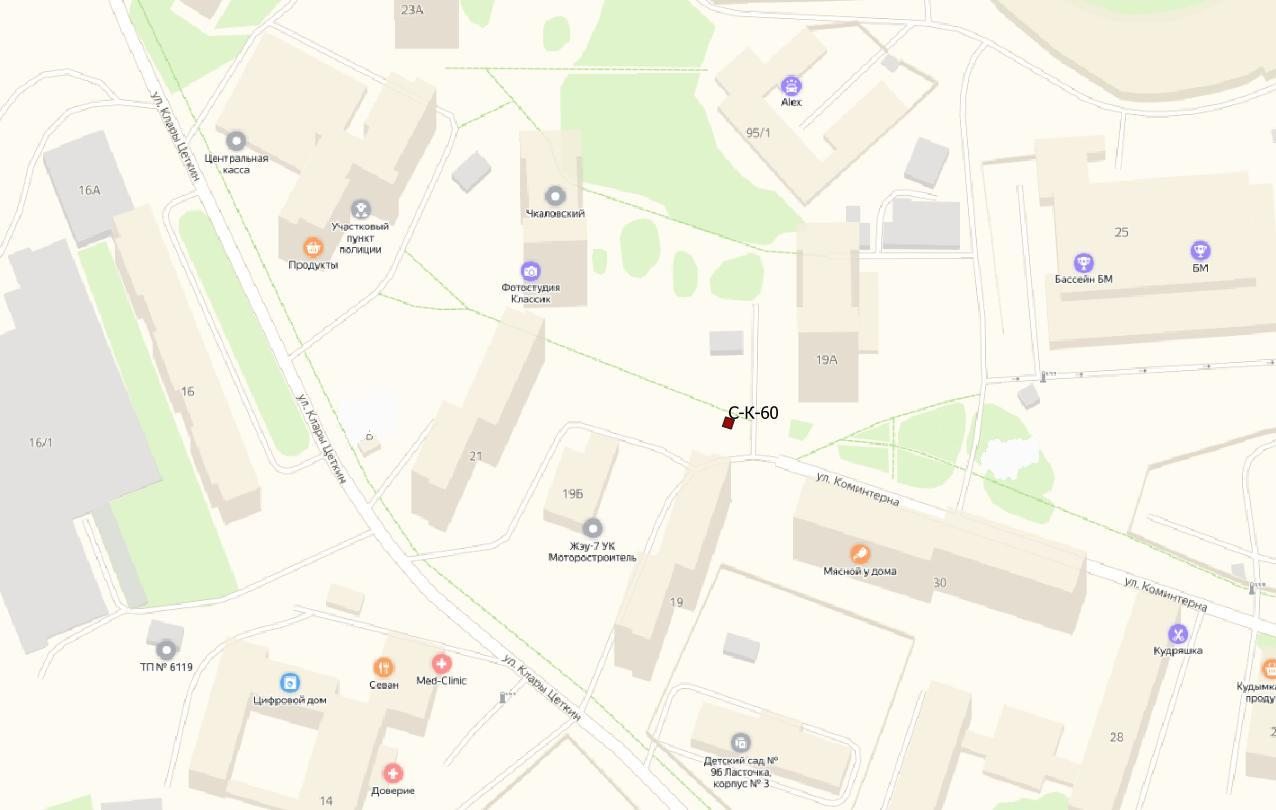 23А
Alex
95/1
ул. Клары Цеткин
Центральная
касса
16А
Чкаловский
Участковый
пункт
полиции
Продукты
25
Бассейн БМ
БМ
Фотостудия
Классик
19А
16
ул. Клары Цеткин
С-К-60
16/1
21
19Б
ул. Коминтерна
Жэу-7 УК
Моторостроитель
Мясной у дома
30
ул. Коминтерна
19
Кудряшка
ТП № 6119
Севан
Med-Clinic
ул. Клары Цеткин
Цифровой дом
28
Детский сад №
96 Ласточка,
корпус № 3
Доверие
14